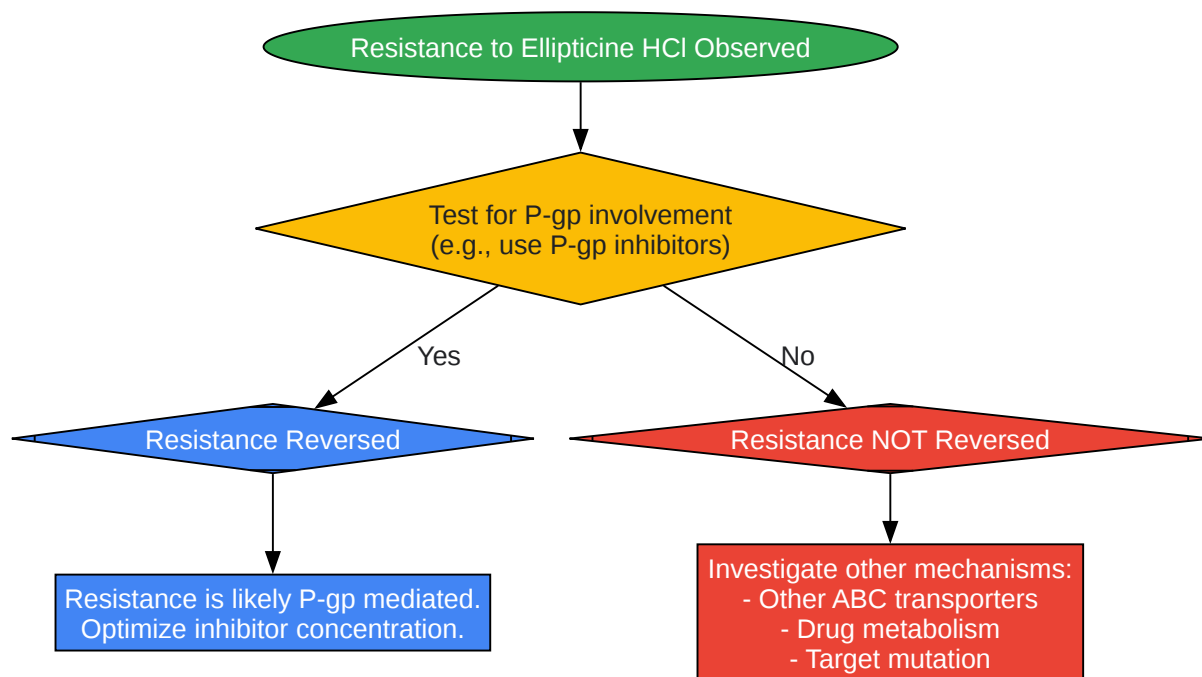 Resistance to Ellipticine HCl Observed
Test for P-gp involvement
(e.g., use P-gp inhibitors)
Yes
No
Resistance Reversed
Resistance NOT Reversed
Resistance is likely P-gp mediated.
Optimize inhibitor concentration.
Investigate other mechanisms:
- Other ABC transporters
- Drug metabolism
- Target mutation